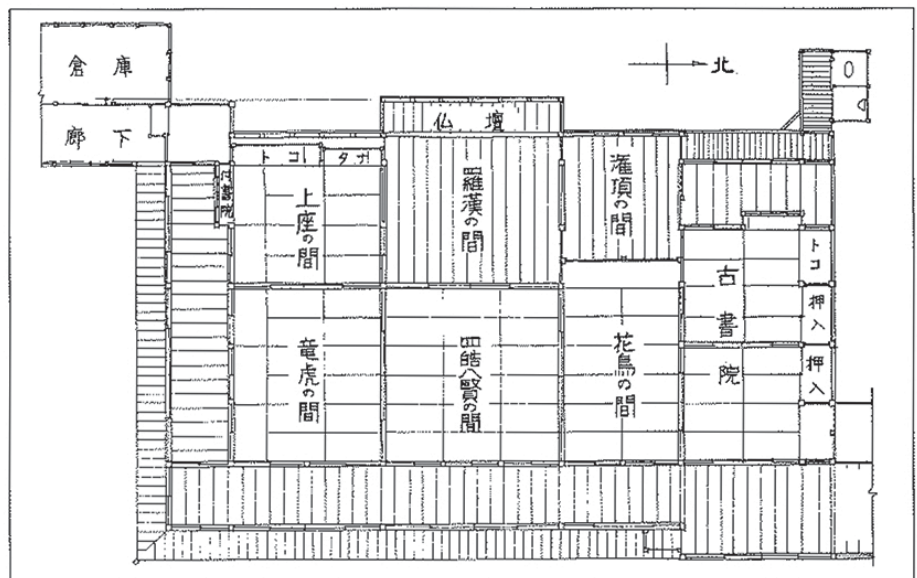 倉庫
廊下
北
仏壇
トコ
タナ
付書院
上座の間
羅漢の間
灌頂の間
古書院
トコ
押入
押入
竜虎の間
四皓八賢の間
花鳥の間